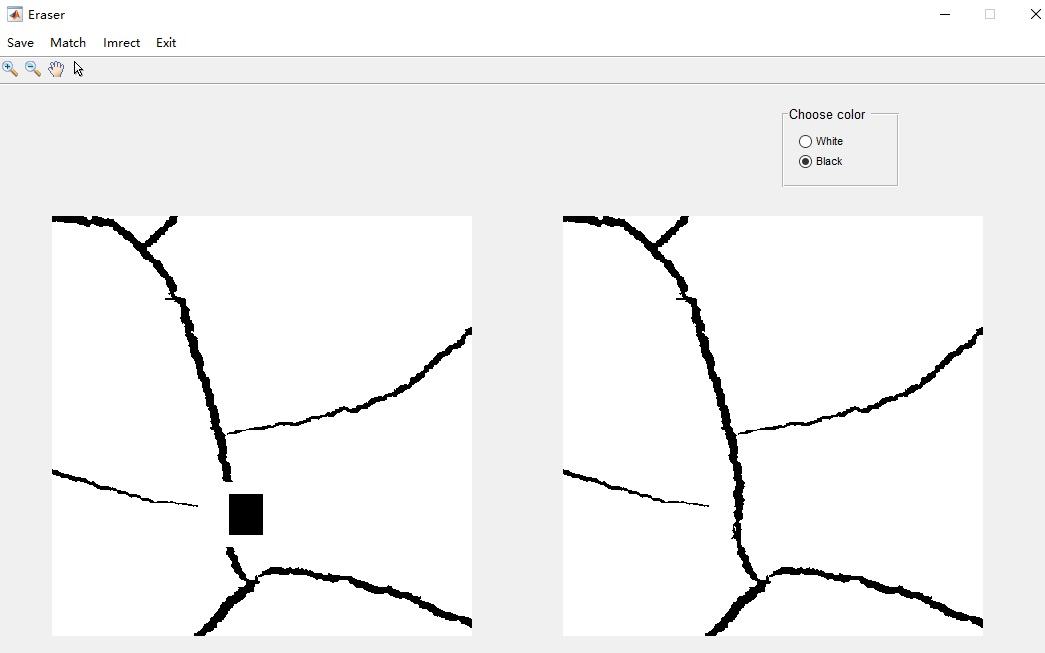 Eraser
Save Match Imrect Exit
Choose color
White
Black